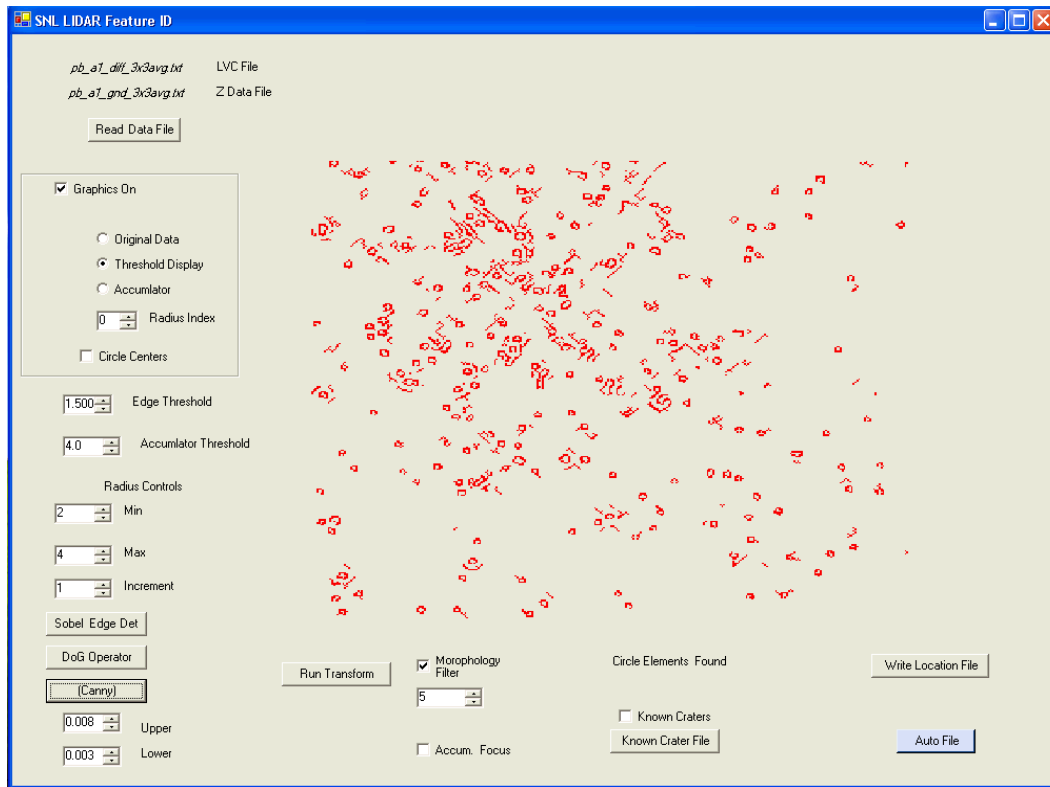 SNL LIDAR Feature ID
pb_a1_diff_3x3avg.txt LVC File
pb_a1_gnd_3x3avg.txt Z Data File
Read Data File
Graphics On
Original Data
Threshold Display
Accumlator
0 Radius Index
Circle Centers
1.500 Edge Threshold
4.0 Accumlator Threshold
Radius Controls
2 Min
4 Max
1 Increment
Sobel Edge Det
DoG Operator
(Canny)
0.008 Upper
0.003 Lower
Run Transform
Morophology
Filter
5
Accum. Focus
Circle Elements Found
Known Craters
Known Crater File
Write Location File
Auto File